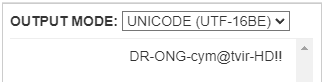 OUTPUT MODE: UNICODE (UTF-16BE)
DR-ONG-cym@tvir-HD!!